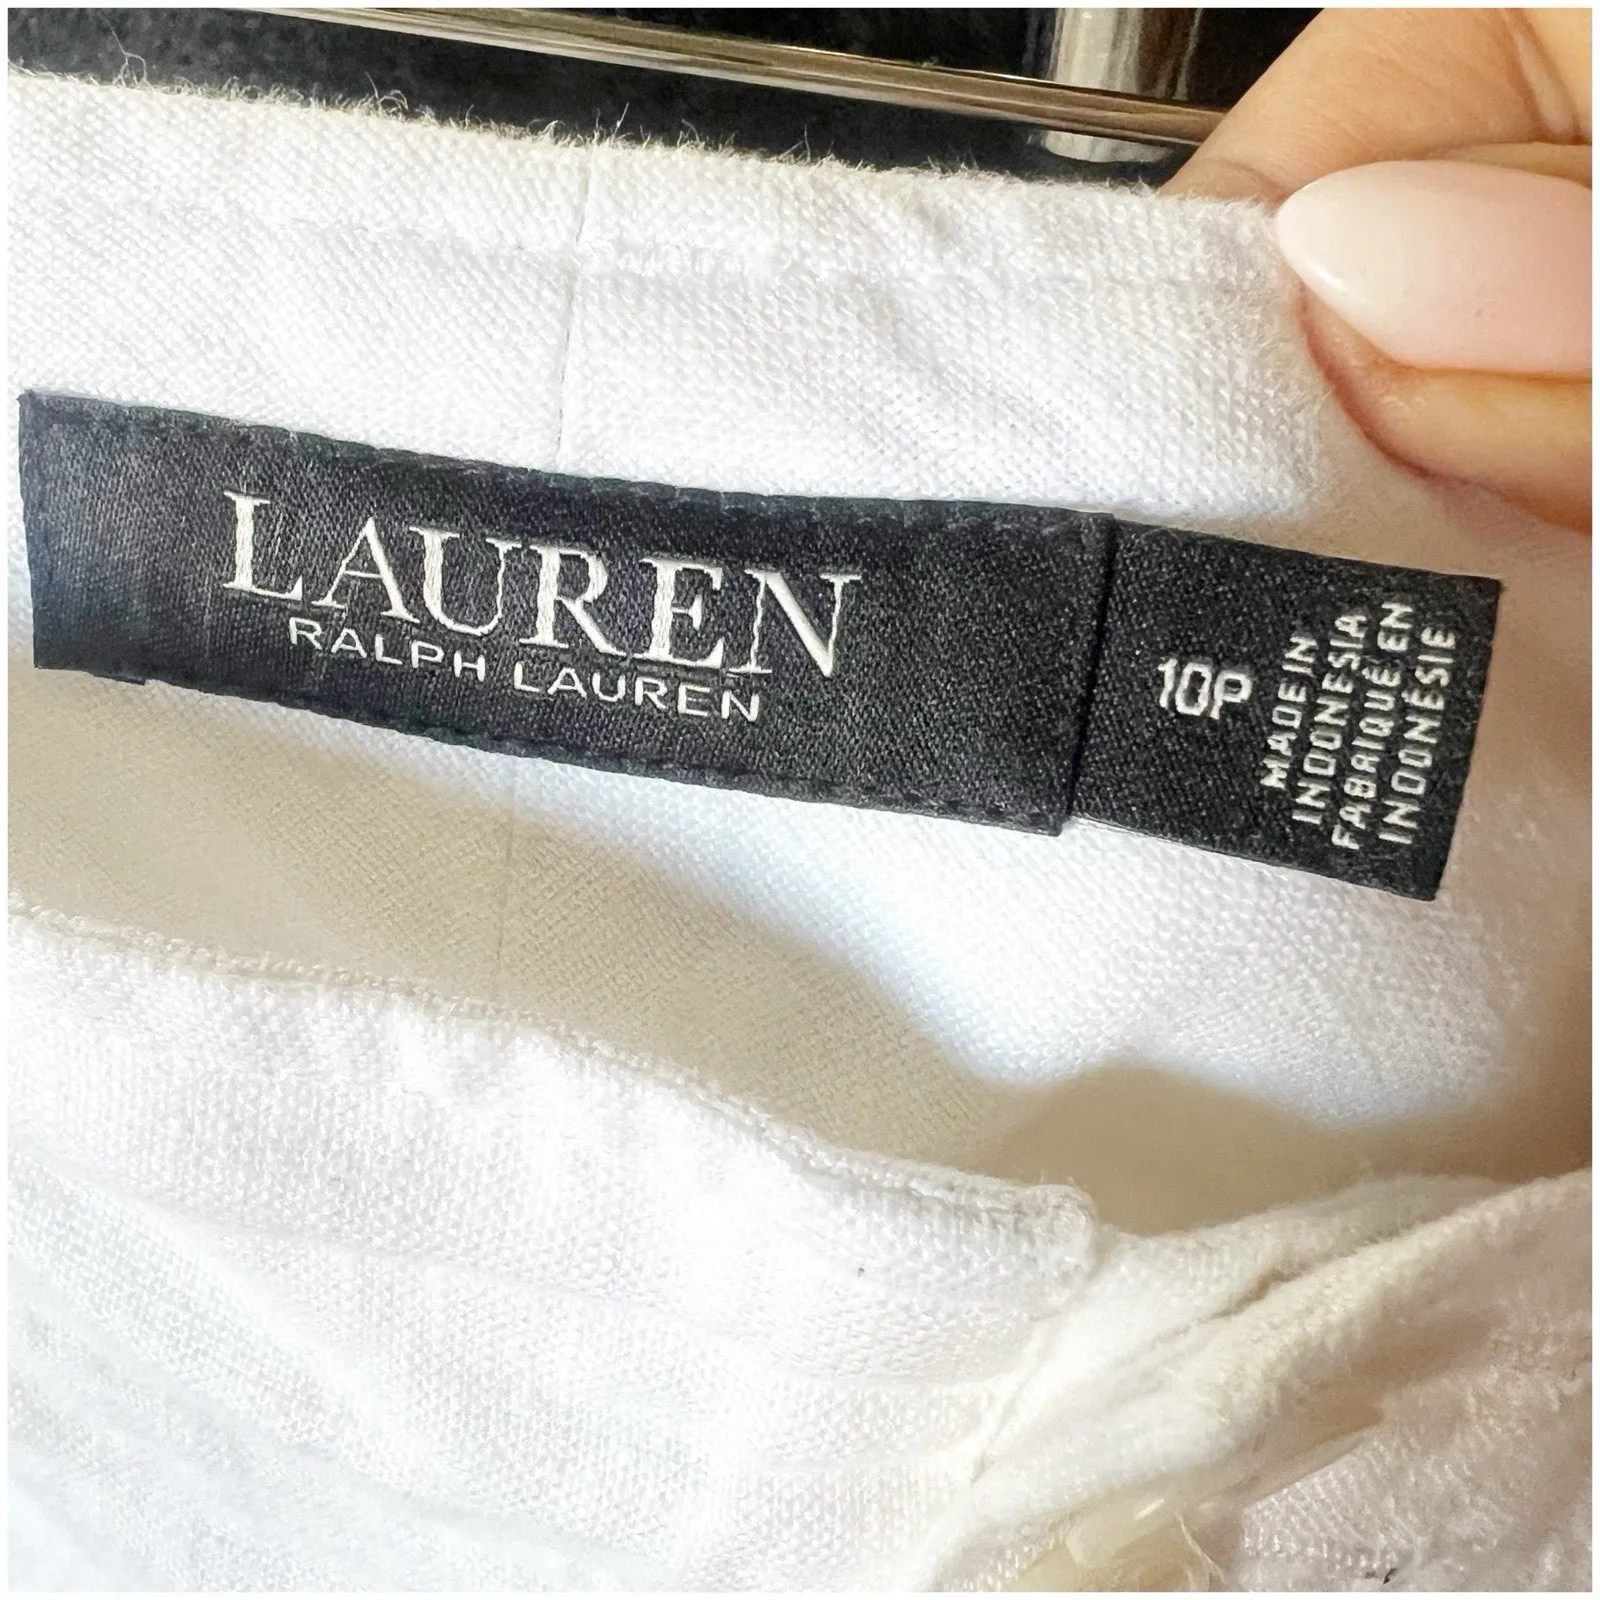 LAUREN
RALPH LAUREN
10P
MADE IN
INDONESIA
FABRIQUÉ EN
INDONÉSIE